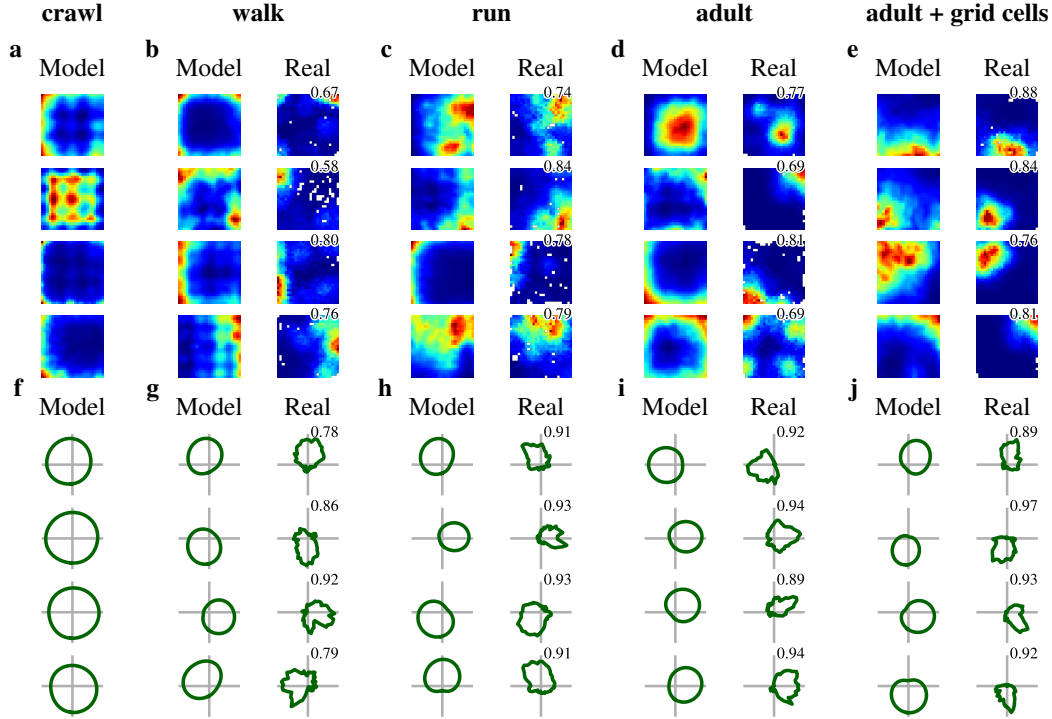 crawl walk run adult adult + grid cells
a b c d e
Model Model Real Model Real Model Real Model Real
0.67 0.74 0.77 0.88
0.58 0.84 0.69 0.84
0.80 0.78 0.81 0.76
0.76 0.79 0.69 0.81
f g h i j
Model Model Real Model Real Model Real Model Real
0.78 0.91 0.92 0.89
0.86 0.93 0.94 0.97
0.92 0.93 0.89 0.93
0.79 0.91 0.94 0.92